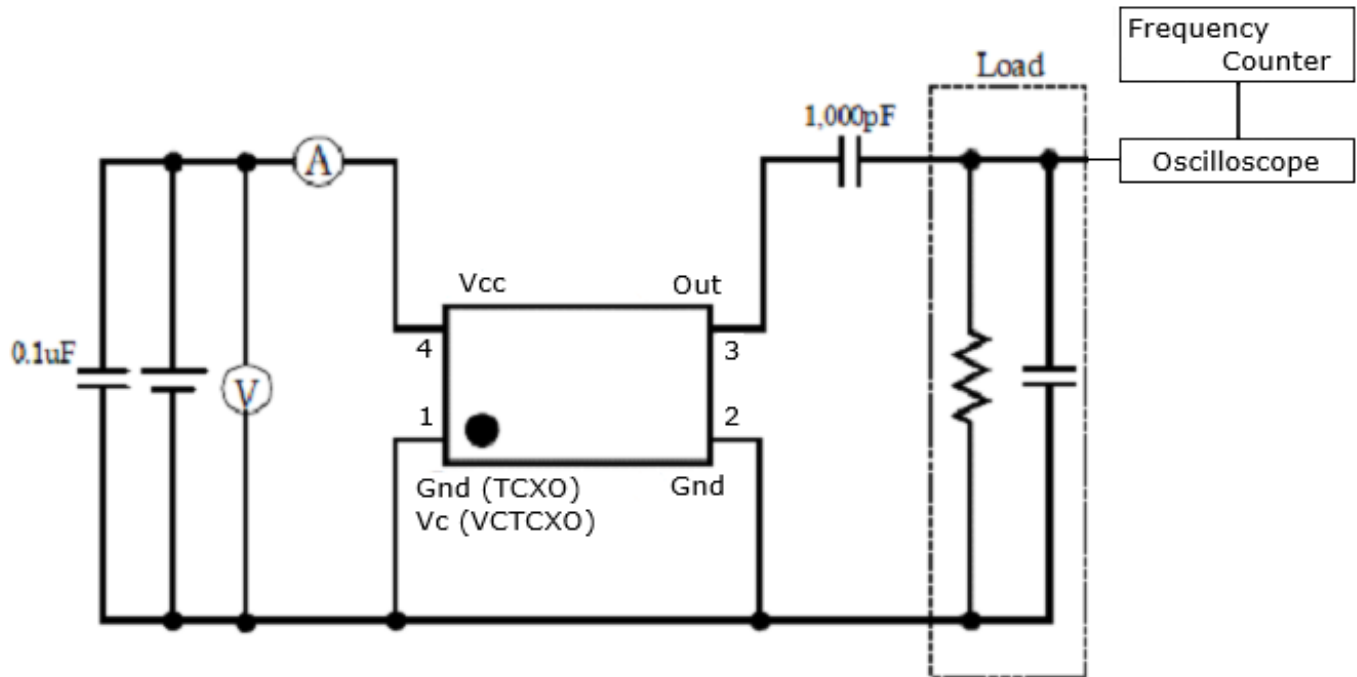 Frequency
Counter
Load
1,000pF
Oscilloscope
A
Vcc
Out
4
3
0.1uF
V
1
2
Gnd (TCXO)
Gnd
Vc (VCTCXO)